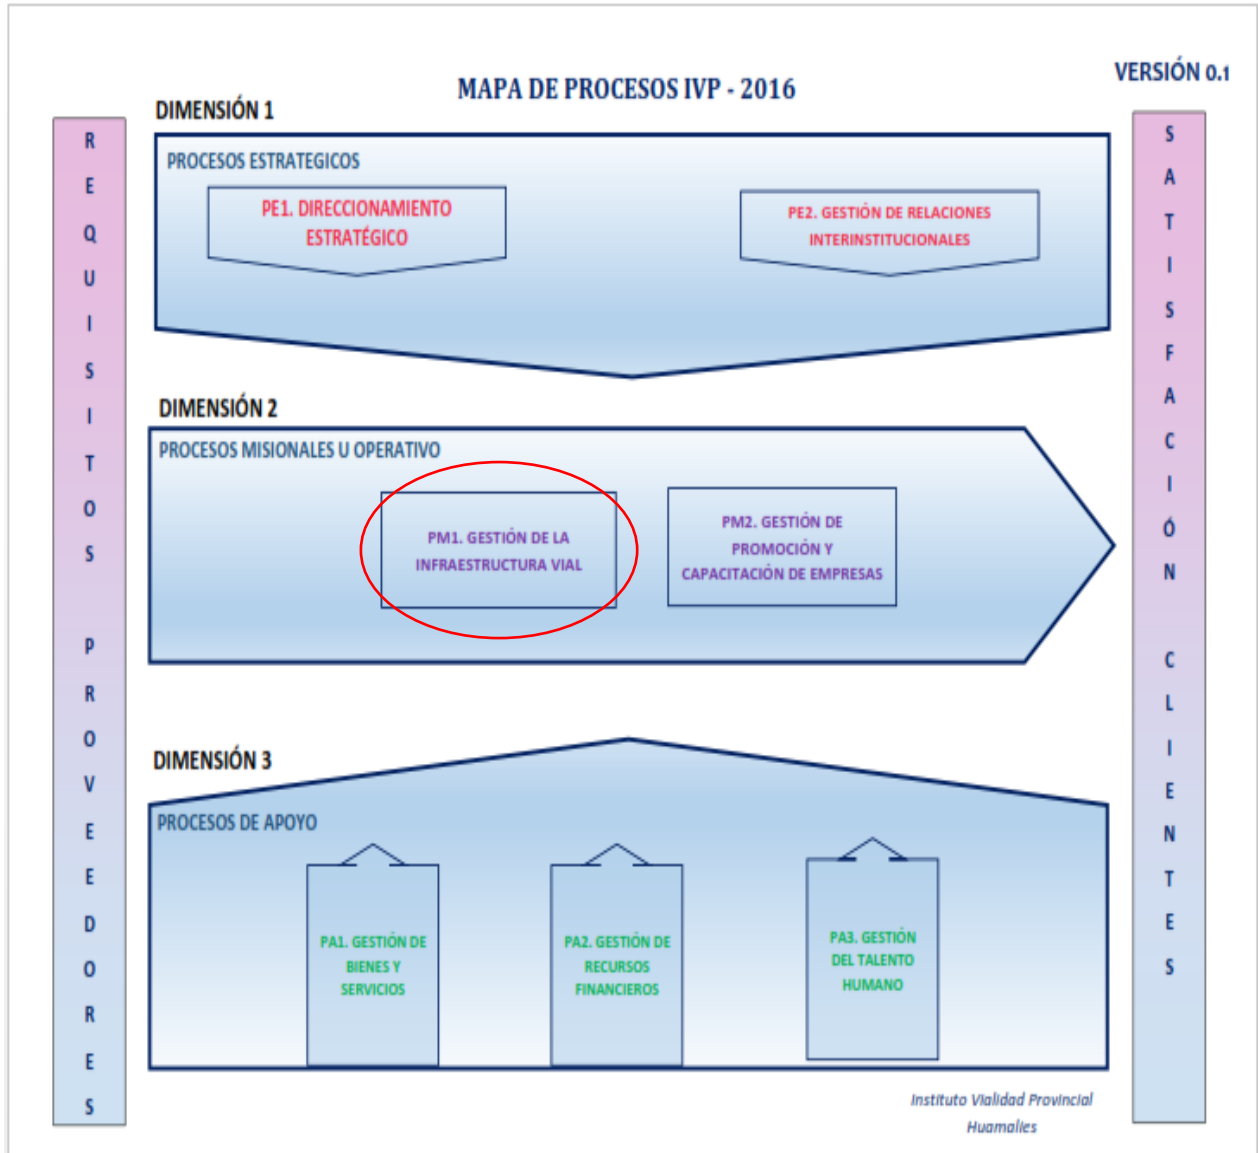 VERSIÓN 0.1
MAPA DE PROCESOS IVP - 2016
REQUISITOS PROVEEDORES
DIMENSIÓN 1
PROCESOS ESTRATEGICOS
PE1. DIRECCIONAMIENTO
ESTRATÉGICO
PE2. GESTIÓN DE RELACIONES
INTERINSTITUCIONALES
DIMENSIÓN 2
PROCESOS MISIONALES U OPERATIVO
PM1. GESTIÓN DE LA
INFRAESTRUCTURA VIAL
PM2. GESTIÓN DE
PROMOCIÓN Y
CAPACITACIÓN DE EMPRESAS
DIMENSIÓN 3
PROCESOS DE APOYO
PA1. GESTIÓN DE
BIENES Y
SERVICIOS
PA2. GESTIÓN DE
RECURSOS
FINANCIEROS
PA3. GESTIÓN
DEL TALENTO
HUMANO
SATISFACIÓN CLIENTES
Instituto Vialidad Provincial
Huamalies